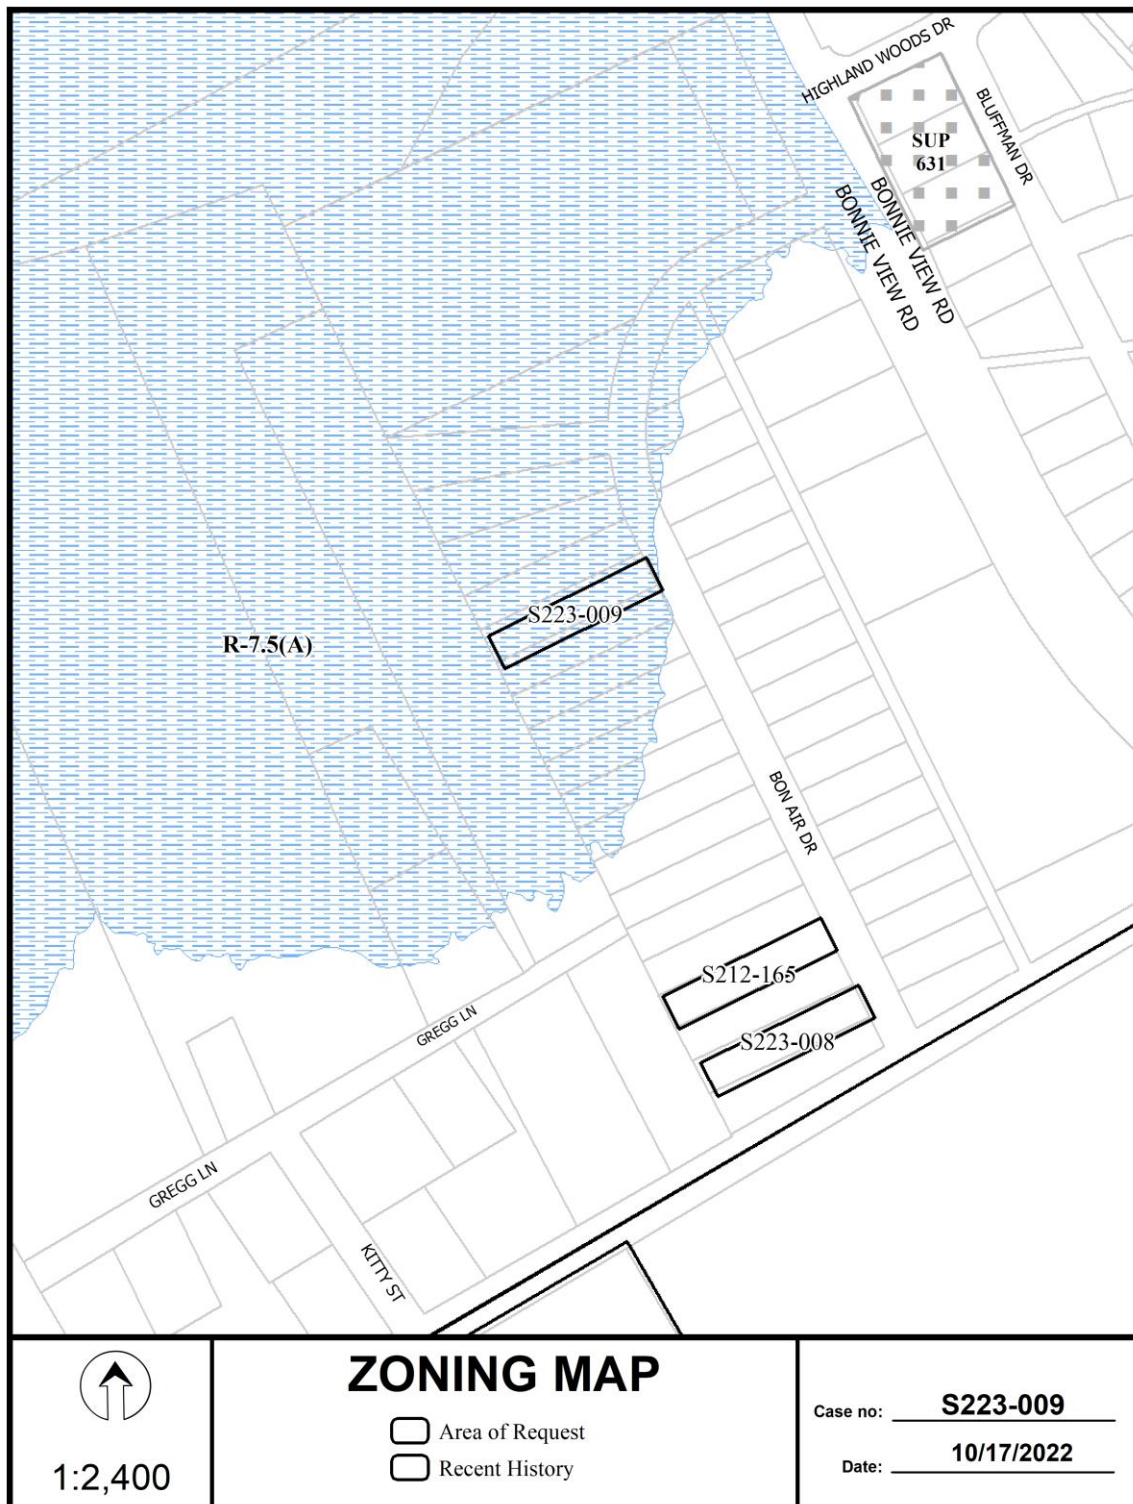 HIGHLAND WOODS DR
BLUFFMAN DR
SUP
631
BONNIE VIEW RD
BONNIE VIEW RD
S223-009
R-7.5(A)
BON AIR DR
S212-165
GREGG LN
S223-008
GREGG LN
KITTY ST
ZONING MAP
Area of Request
Recent History
1:2,400
Case no: S223-009
Date: 10/17/2022